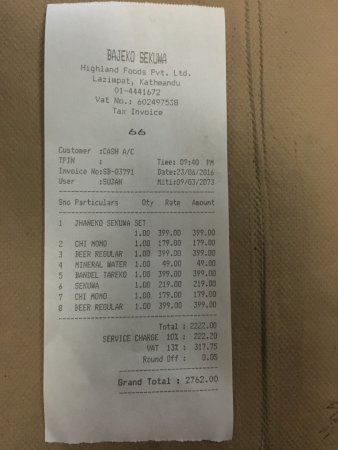 BAJEKO SEKUWA
Highland Foods Pvt. Ltd.
Lazimpat, Kathmandu
01-4441672
Vat No.: 602497538
Tax Invoice
66
Customer :CASH A/C
TPIN : Time: 09:40 PM
Invoice No:SB-03791 Date:23/06/2016
User :SUJAN Miti:09/03/2073
Sno Particulars Qty Rate Amount
1 JHANEKO SEKUWA SET
1.00 399.00 399.00
2 CHI MOMO 1.00 179.00 179.00
3 BEER REGULAR 1.00 399.00 399.00
4 MINERAL WATER 1.00 49.00 49.00
5 BANDEL TAREKO 1.00 399.00 399.00
6 SEKUWA 1.00 219.00 219.00
7 CHI MOMO 1.00 179.00 179.00
8 BEER REGULAR 1.00 399.00 399.00
Total : 2222.00
SERVICE CHARGE 10% : 222.20
VAT 13% : 317.75
Round Off : 0.05
Grand Total : 2762.00